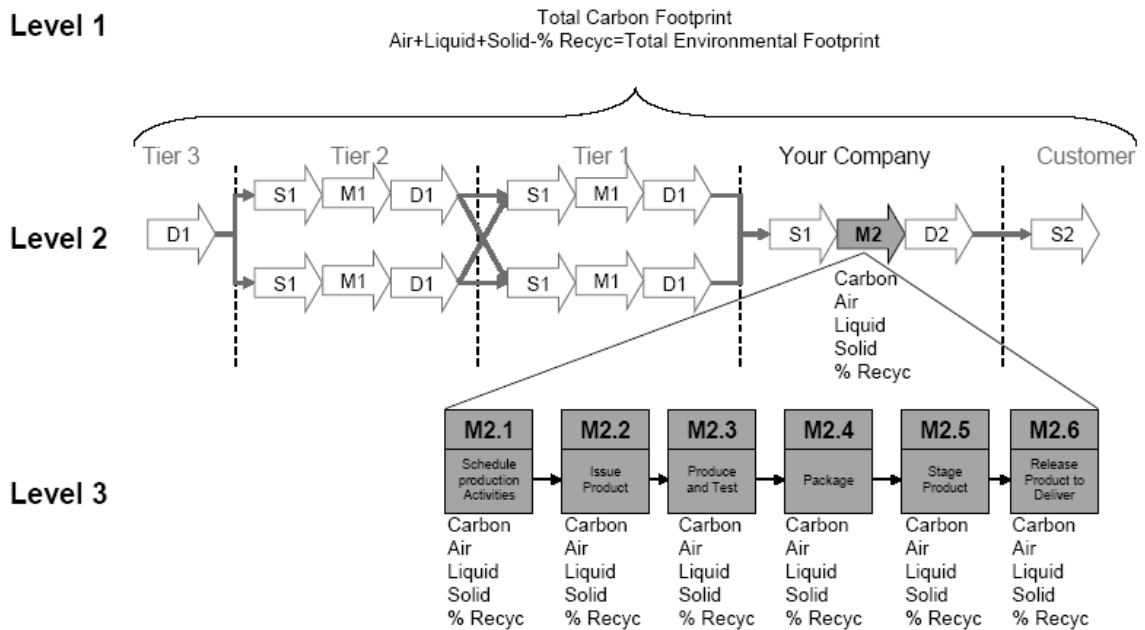 Level 1
Total Carbon Footprint
Air+Liquid+Solid-% Recyc=Total Environmental Footprint
Tier 3
Tier 2
Tier 1
Your Company
Customer
Level 2
D1
S1
M1
D1
S1
M1
D1
S1
M1
D1
S1
M1
D1
S1
M2
D2
S2
Carbon
Air
Liquid
Solid
% Recyc
Level 3
M2.1
Schedule
production
Activities
Carbon
Air
Liquid
Solid
% Recyc
M2.2
Issue
Product
Carbon
Air
Liquid
Solid
% Recyc
M2.3
Produce
and Test
Carbon
Air
Liquid
Solid
% Recyc
M2.4
Package
Carbon
Air
Liquid
Solid
% Recyc
M2.5
Stage
Product
Carbon
Air
Liquid
Solid
% Recyc
M2.6
Release
Product to
Deliver
Carbon
Air
Liquid
Solid
% Recyc